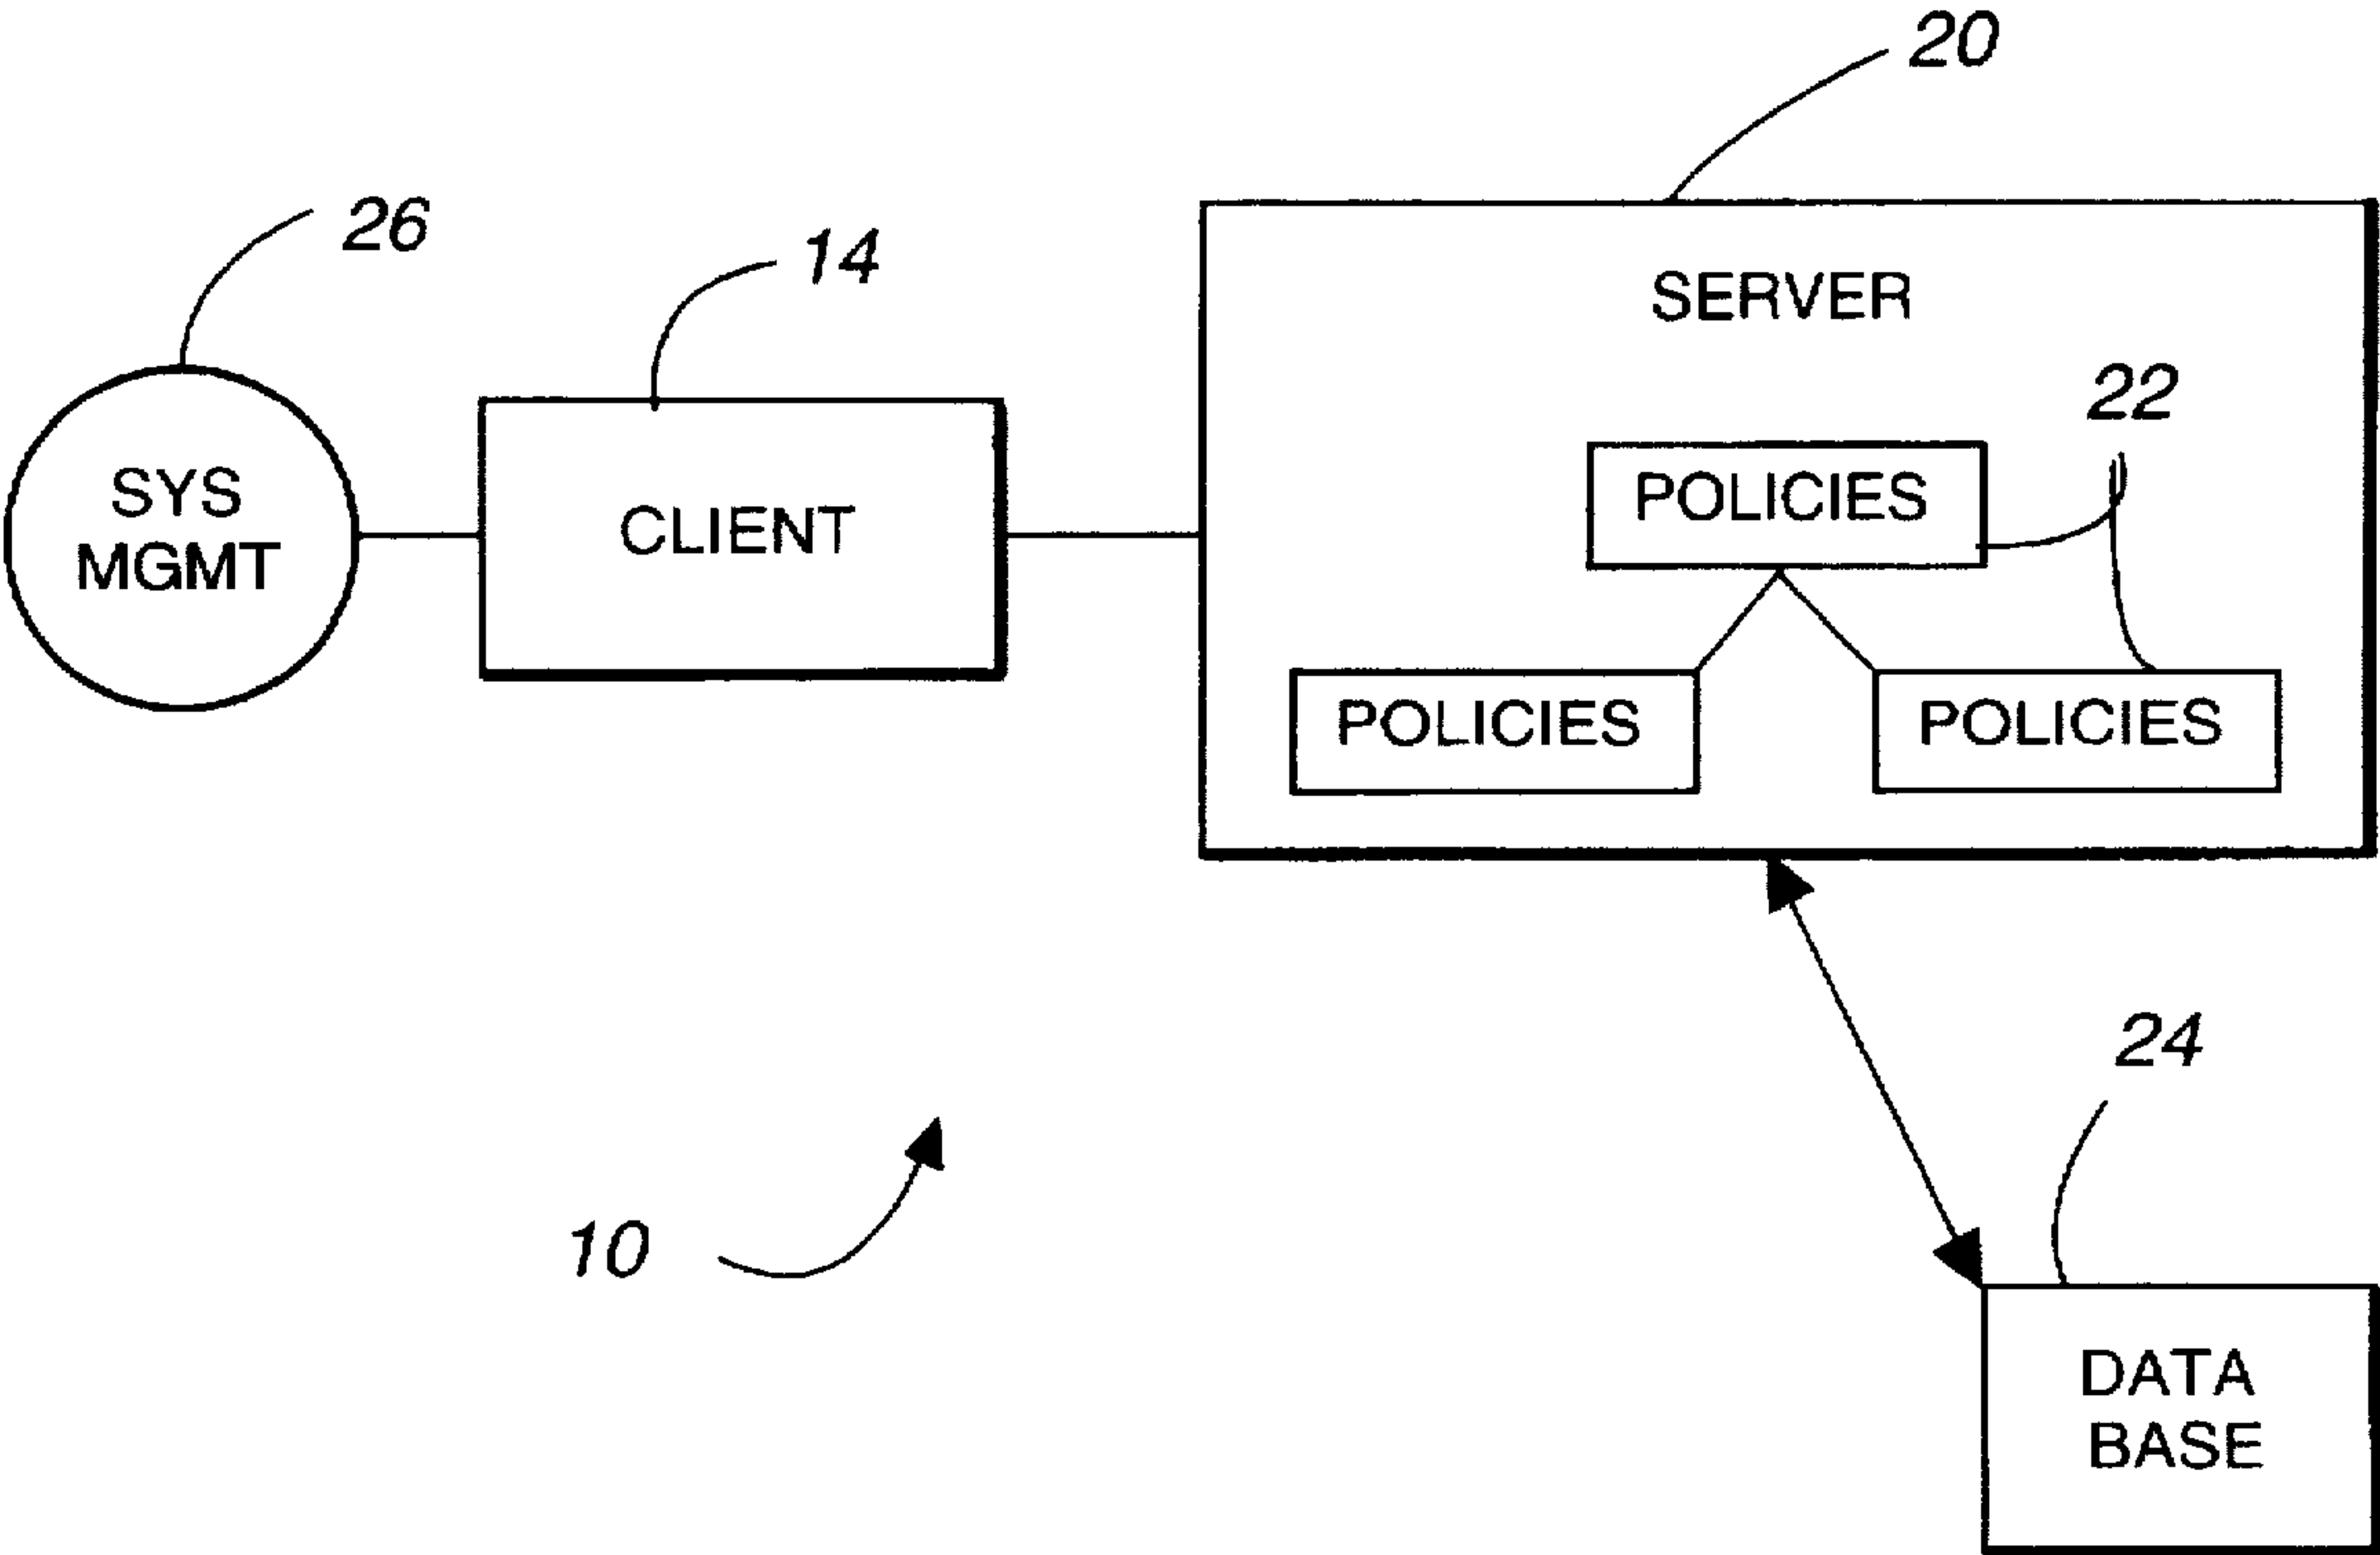 20
26
14
SERVER
22
SYS
MGMT
CLIENT
POLICIES
POLICIES
POLICIES
24
10
DATA
BASE